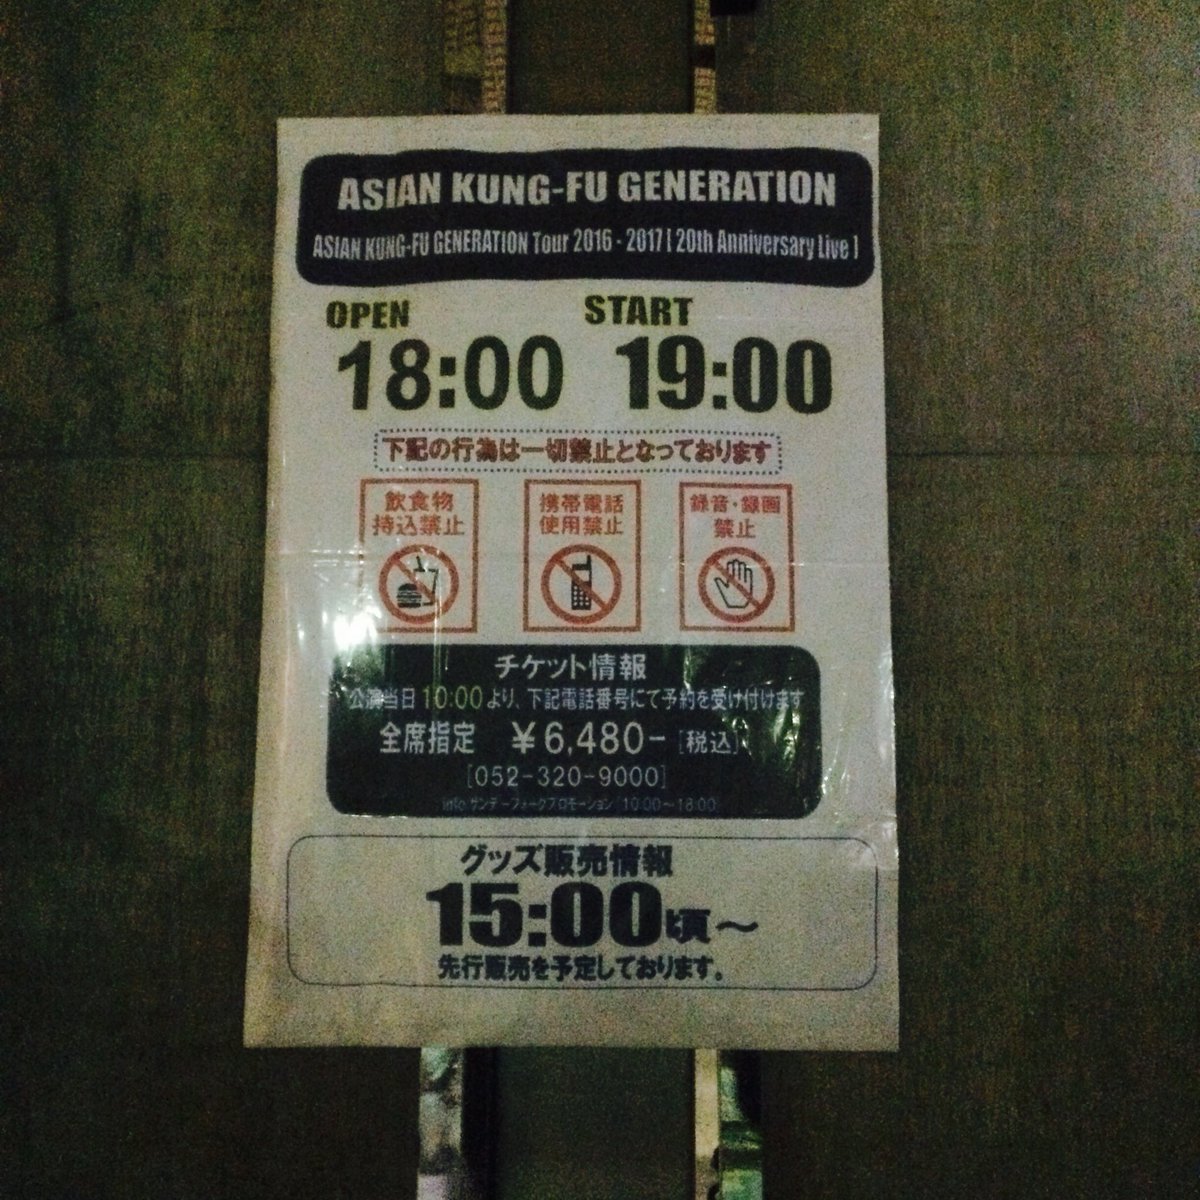 ASIAN KUNG-FU GENERATION
ASIAN KUNG-FU GENERATION Tour 2016 - 2017 [ 20th Anniversary Live ]
OPEN START
18:00 19:00
下記の行為は一切禁止となっております
飲食物
持込禁止
携帯電話
使用禁止
録音・録画
禁止
チケット情報
公演当日10:00より、下記電話番号にて予約を受け付けます
全席指定 ¥6,480- [税込]
[052-320-9000]
info サンデーフォークプロモーション [10:00～18:00]
グッズ販売情報
15:00頃～
先行販売を予定しております。